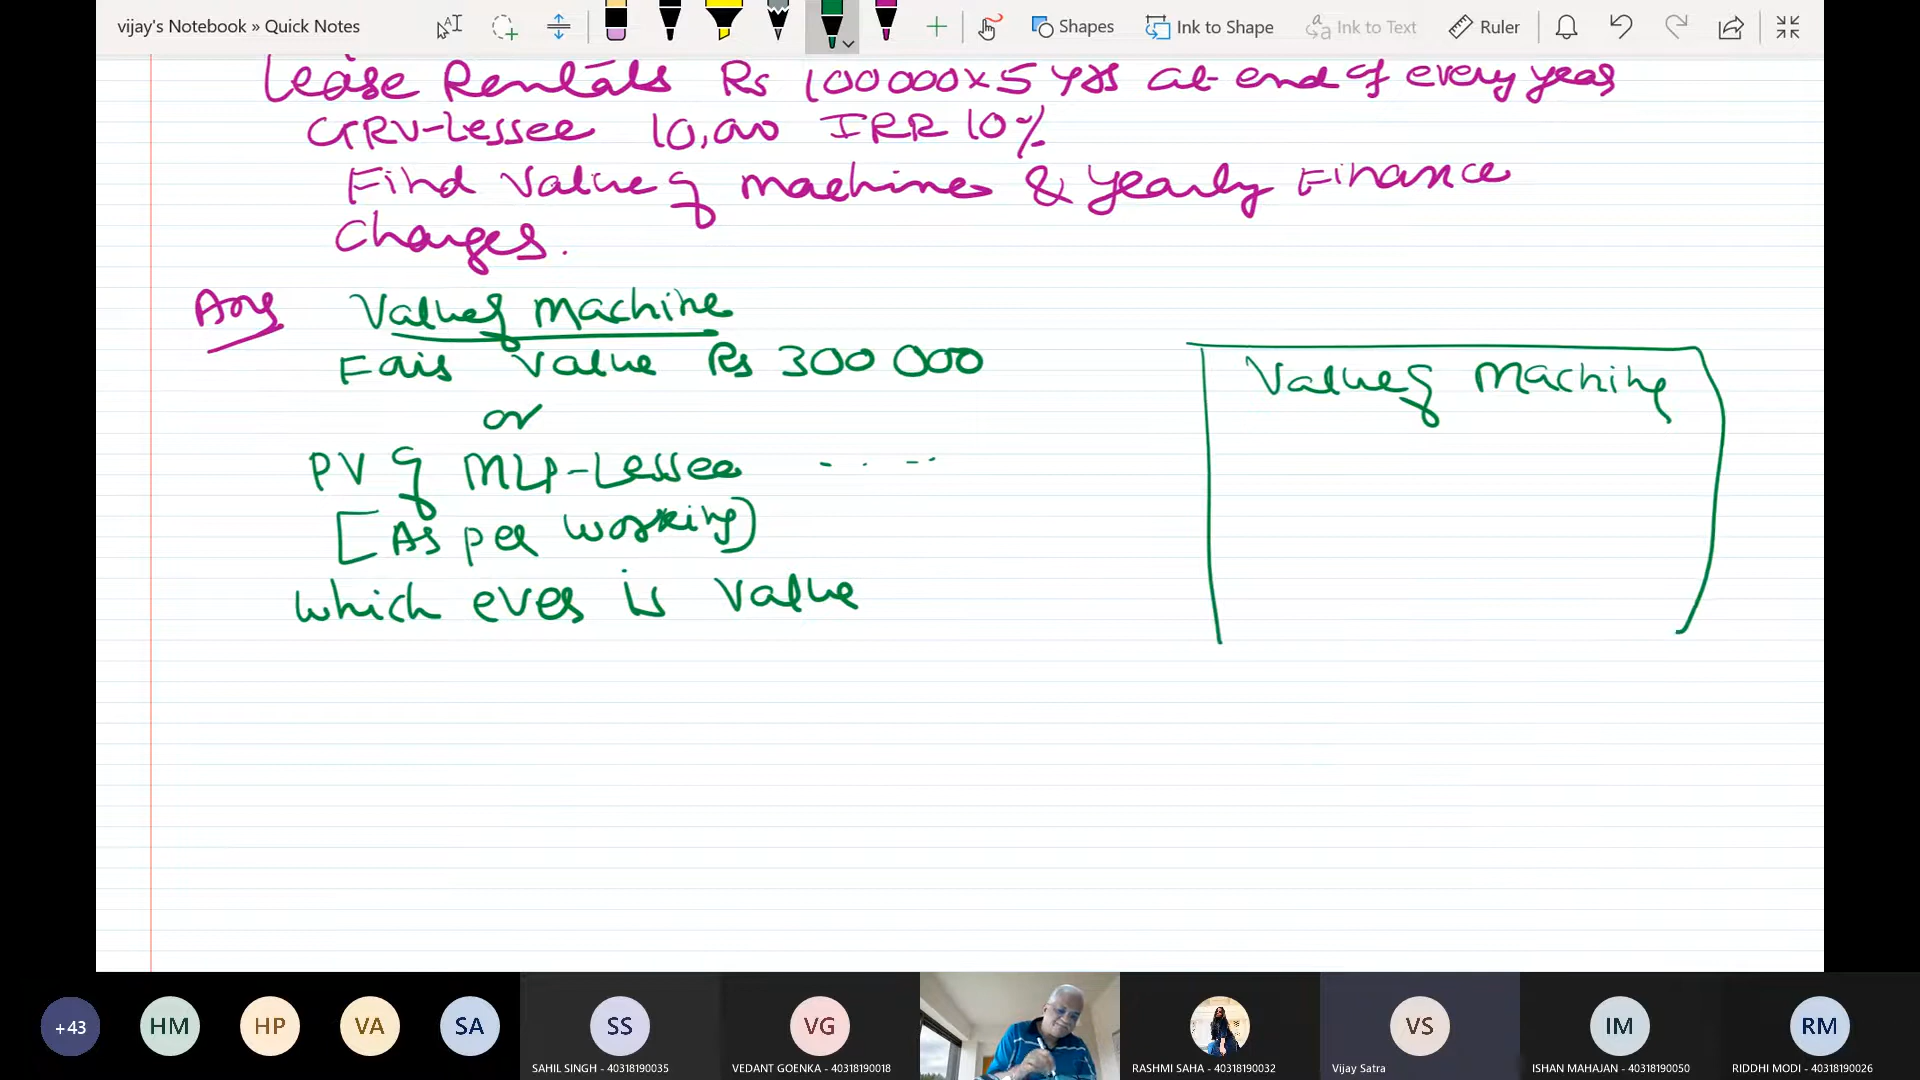 vijay's Notebook » Quick Notes
Shapes
Ink to Shape
Ink to Text
Ruler
Lease Rentals Rs 100000x5 yrs at end of every year
GRV-Lessee 10,000 IRR 10%
Find Value of machines & yearly Finance
Charges.
Ans Value of machine
Fair Value Rs 300 000
or
PV of MLP-Lessee ....
[As per working]
which ever is Value
Value of Machine
+43
HM
HP
VA
SA
SS
SAHIL SINGH - 40318190035
VG
VEDANT GOENKA - 40318190018
RASHMI SAHA - 40318190032
VS
Vijay Satra
IM
ISHAN MAHAJAN - 40318190050
RM
RIDDHI MODI - 40318190026